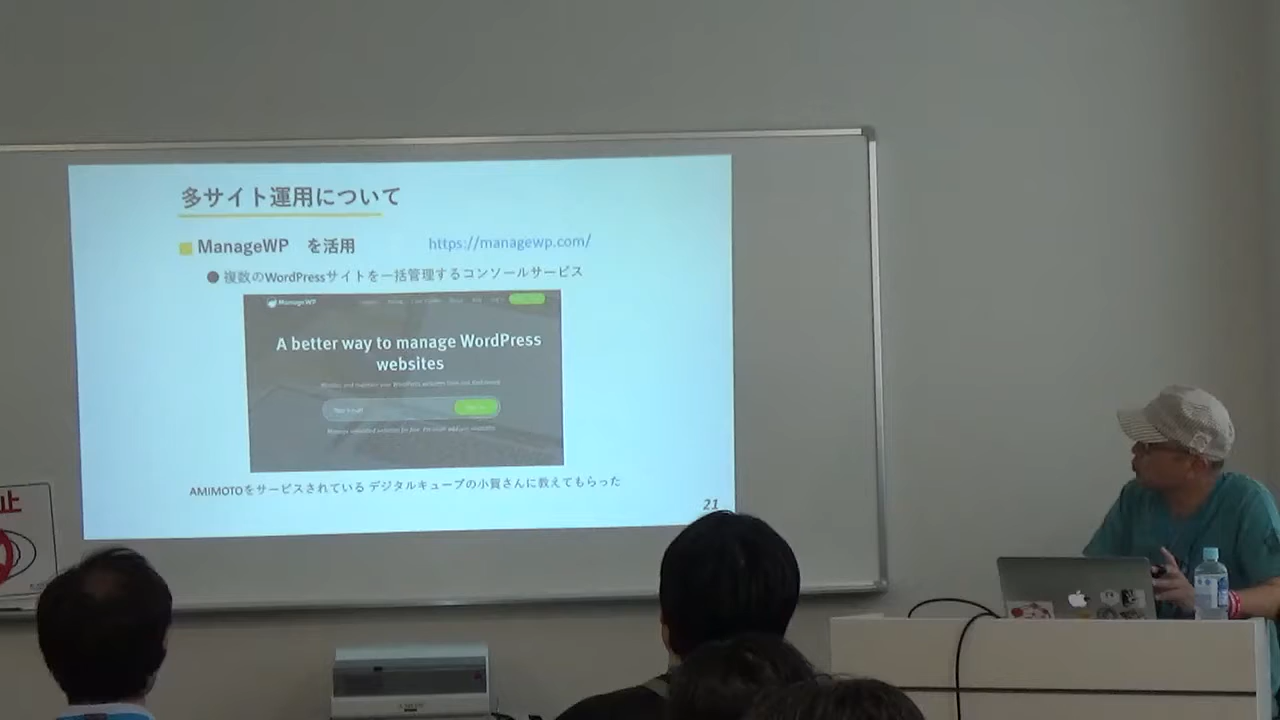 多サイト運用について
ManageWP を活用 https://managewp.com/
複数のWordPressサイトを一括管理するコンソールサービス
ManageWP
A better way to manage WordPress
websites
AMIMOTOをサービスされている デジタルキューブの小賀さんに教えてもらった
21
止